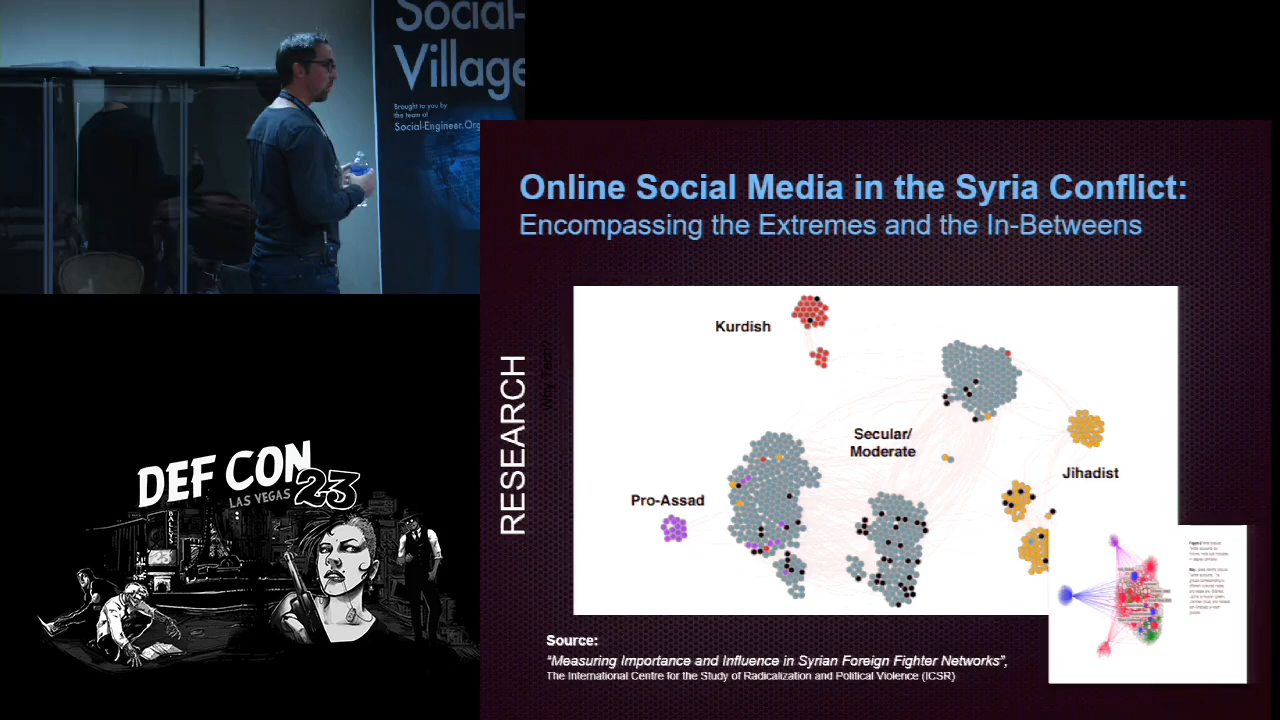 Social-
Village
Brought to you by
the team at
Social-Engineer.Org
Online Social Media in the Syria Conflict:
Encompassing the Extremes and the In-Betweens
RESEARCH
Kurdish
Secular/
Moderate
Jihadist
Pro-Assad
Source:
“Measuring Importance and Influence in Syrian Foreign Fighter Networks”,
The International Centre for the Study of Radicalization and Political Violence (ICSR)
DEF CON
LAS VEGAS 23
BALLYS